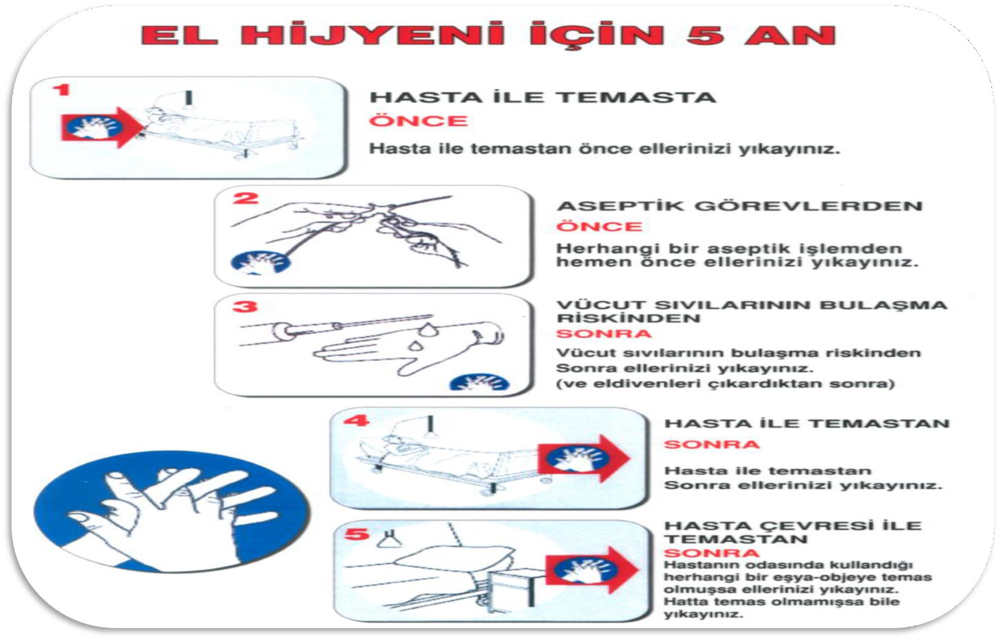 EL HİJYENİ İÇİN 5 AN
1
HASTA İLE TEMASTA
ÖNCE
Hasta ile temastan önce ellerinizi yıkayınız.
2
ASEPTİK GÖREVLERDEN
ÖNCE
Herhangi bir aseptik işlemden
hemen önce ellerinizi yıkayınız.
3
VÜCUT SIVILARININ BULAŞMA
RİSKİNDEN
SONRA
Vücut sıvılarının bulaşma riskinden
Sonra ellerinizi yıkayınız.
(ve eldivenleri çıkardıktan sonra)
4
HASTA İLE TEMASTAN
SONRA
Hasta ile temastan
Sonra ellerinizi yıkayınız.
5
HASTA ÇEVRESİ İLE
TEMASTAN
SONRA
Hastanın odasında kullandığı
herhangi bir eşya-objeye temas
olmuşsa ellerinizi yıkayınız.
Hatta temas olmamışsa bile
yıkayınız.